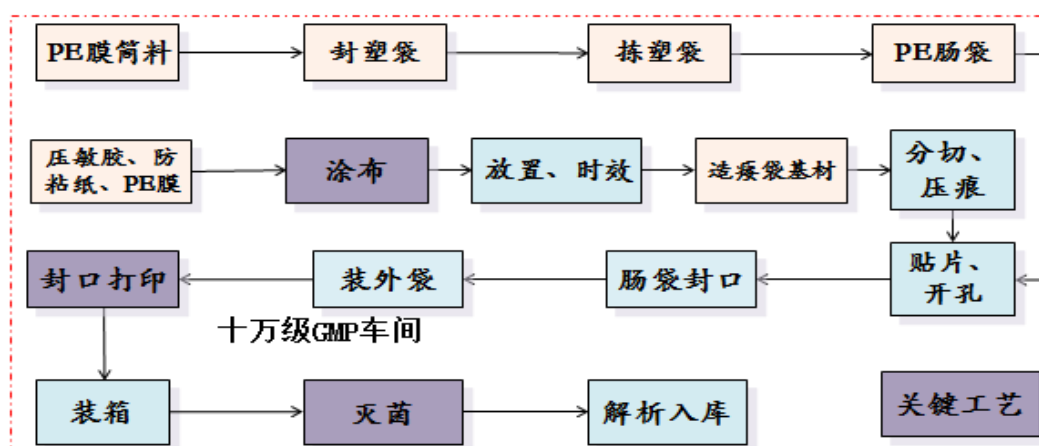 PE膜筒料
封塑袋
拣塑袋
PE肠袋
压敏胶、防
粘纸、PE膜
涂布
放置、时效
造瘘袋基材
分切、
压痕
封口打印
装外袋
肠袋封口
贴片、
开孔
十万级GMP车间
装箱
灭菌
解析入库
关键工艺